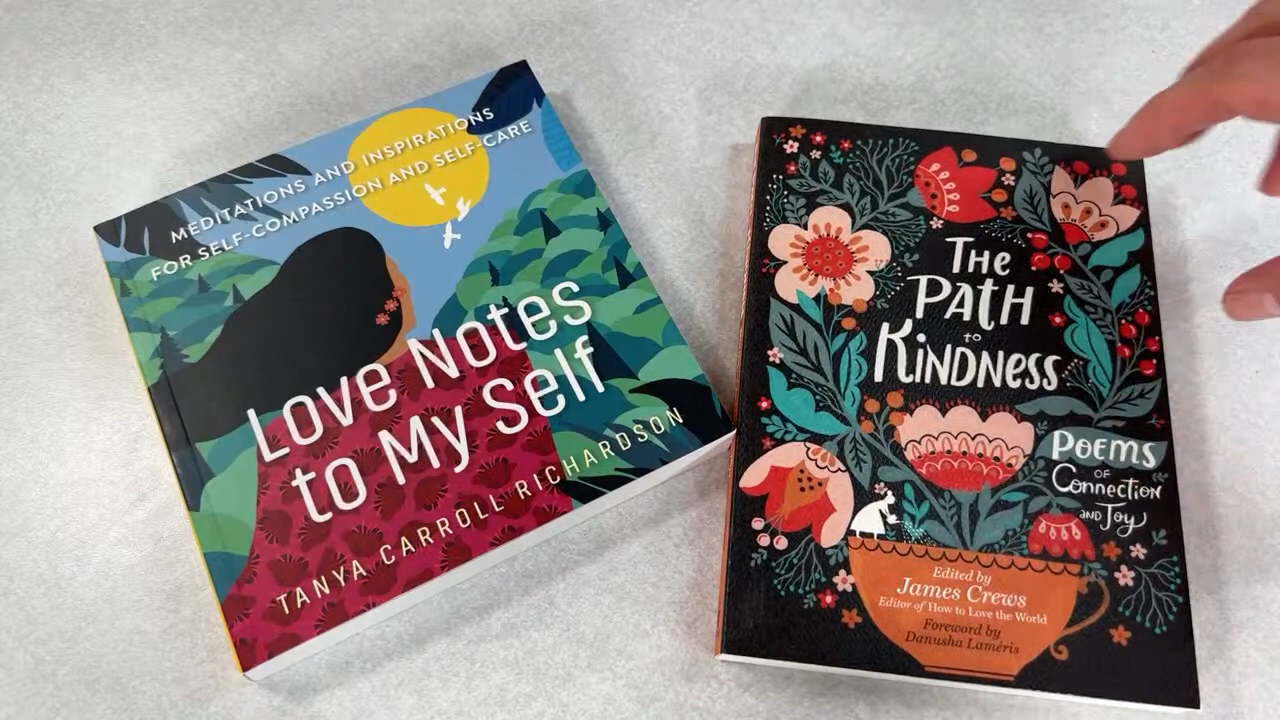 MEDITATIONS AND INSPIRATIONS
FOR SELF-COMPASSION AND SELF-CARE
Love Notes
to My Self
TANYA CARROLL RICHARDSON
THE
PATH
to
KINDNESS
POEMS
OF
Connection
AND Joy
Edited by
James Crews
Editor of How to Love the World
Foreword by
Danusha Laméris